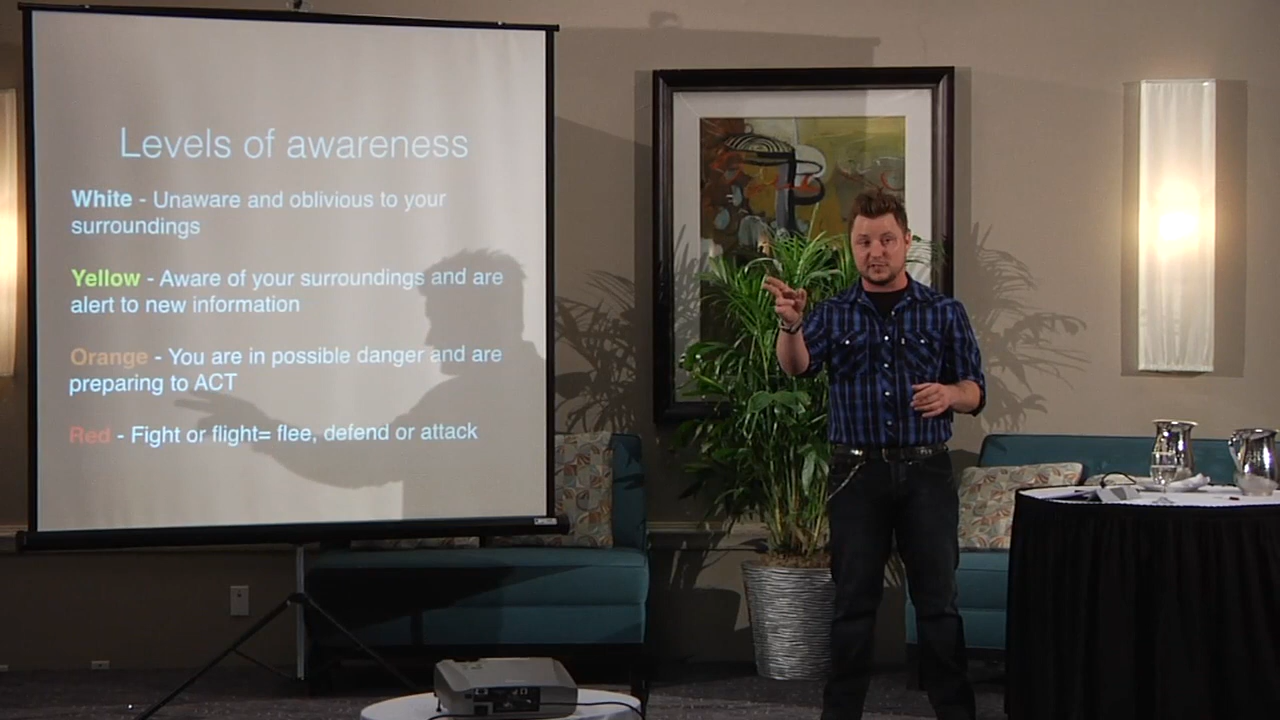 Levels of awareness
White - Unaware and oblivious to your
surroundings
Yellow - Aware of your surroundings and are
alert to new information
Orange - You are in possible danger and are
preparing to ACT
Red - Fight or flight= flee, defend or attack